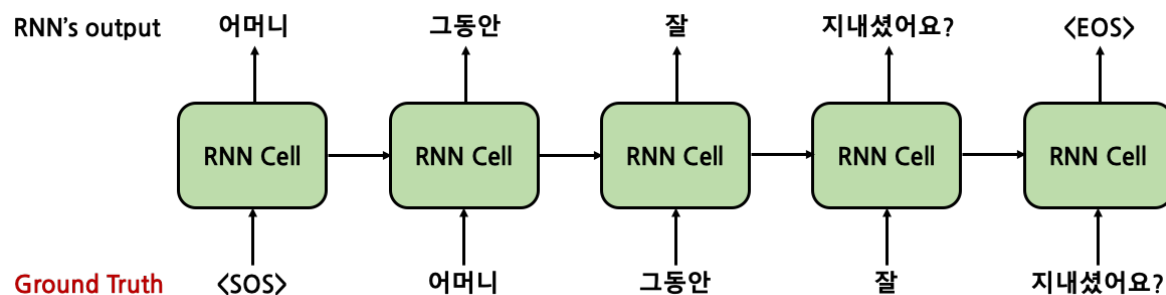 RNN's output 어머니 그동안 잘 지내셨어요? <EOS>
RNN Cell RNN Cell RNN Cell RNN Cell RNN Cell
Ground Truth <SOS> 어머니 그동안 잘 지내셨어요?